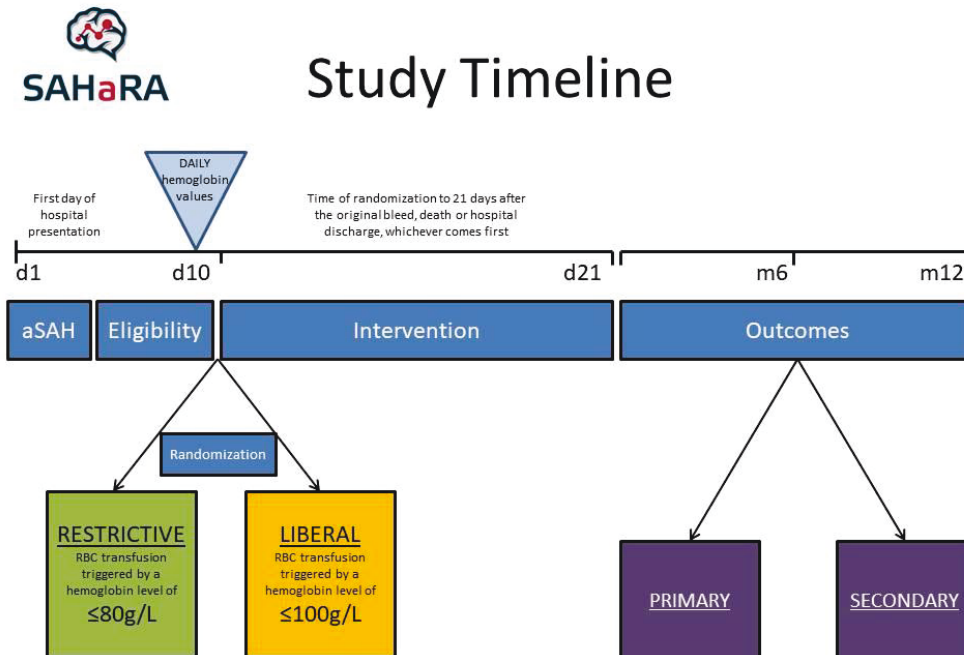 SAHaRA
Study Timeline
DAILY
hemoglobin
values
First day of
hospital
presentation
Time of randomization to 21 days after
the original bleed, death or hospital
discharge, whichever comes first
d1
d10
d21
m6
m12
aSAH
Eligibility
Intervention
Outcomes
Randomization
RESTRICTIVE
RBC transfusion
triggered by a
hemoglobin level of
≤80g/L
LIBERAL
RBC transfusion
triggered by a
hemoglobin level of
≤100g/L
PRIMARY
SECONDARY